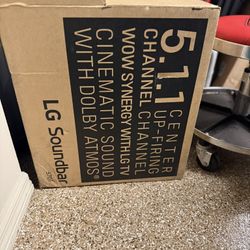 5.1.1
CENTER
UP-FIRING
CHANNEL CHANNEL
WOW SYNERGY WITH LG TV
CINEMATIC SOUND
WITH DOLBY ATMOS
LG Soundbar